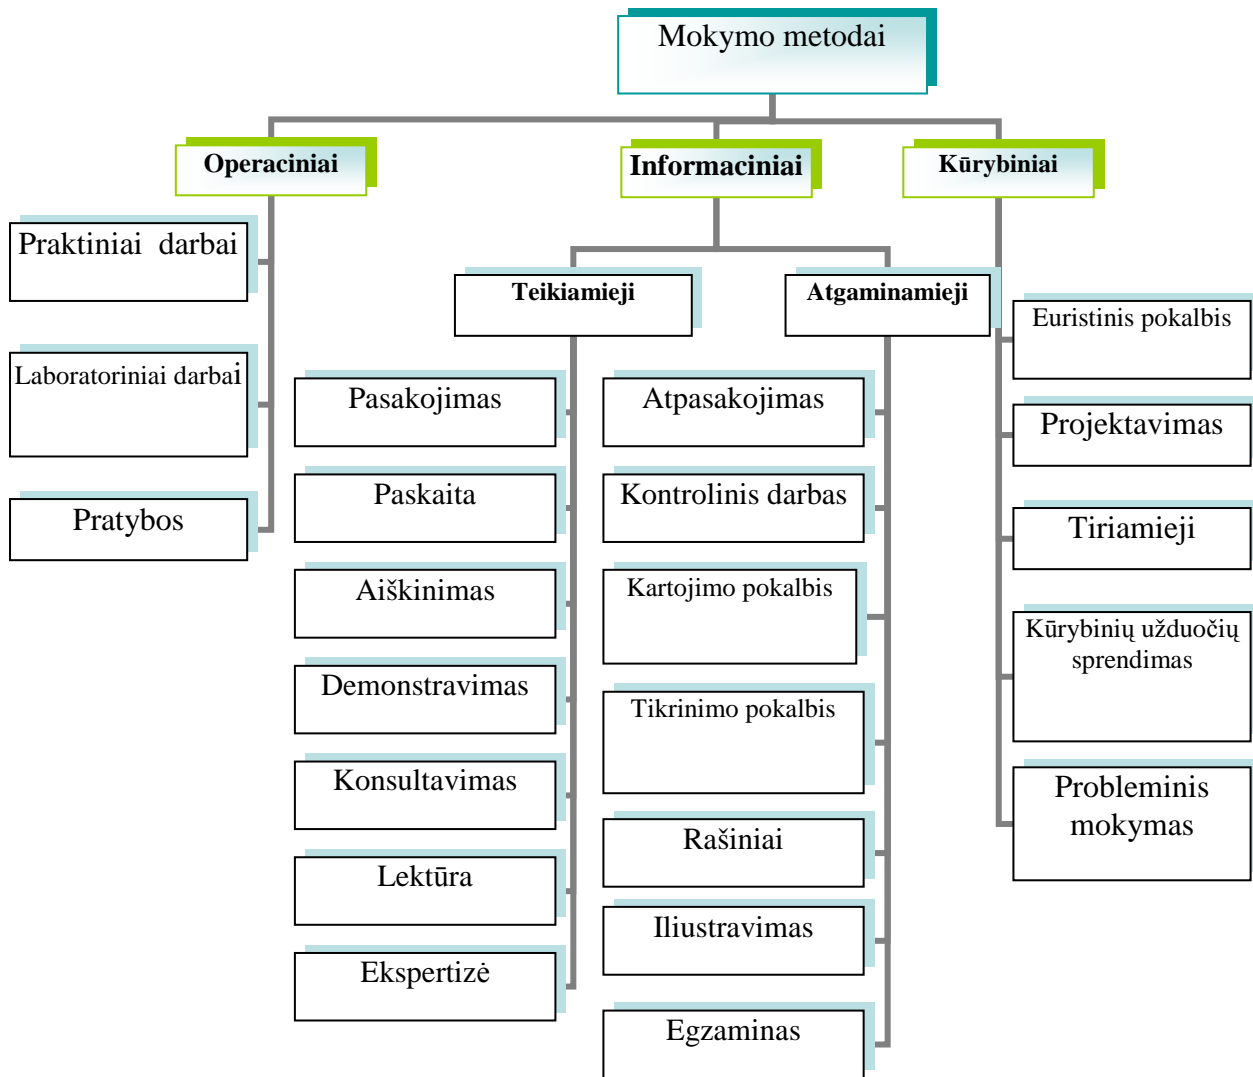 Mokymo metodai
Operaciniai
Informaciniai
Kūrybiniai
Praktiniai darbai
Laboratoriniai darbai
Pratybos
Teikiamieji
Atgaminamieji
Pasakojimas
Paskaita
Aiškinimas
Demonstravimas
Konsultavimas
Lektūra
Ekspertizė
Atpasakojimas
Kontrolinis darbas
Kartojimo pokalbis
Tikrinimo pokalbis
Rašiniai
Iliustravimas
Egzaminas
Euristinis pokalbis
Projektavimas
Tiriamieji
Kūrybinių užduočių
sprendimas
Probleminis
mokymas